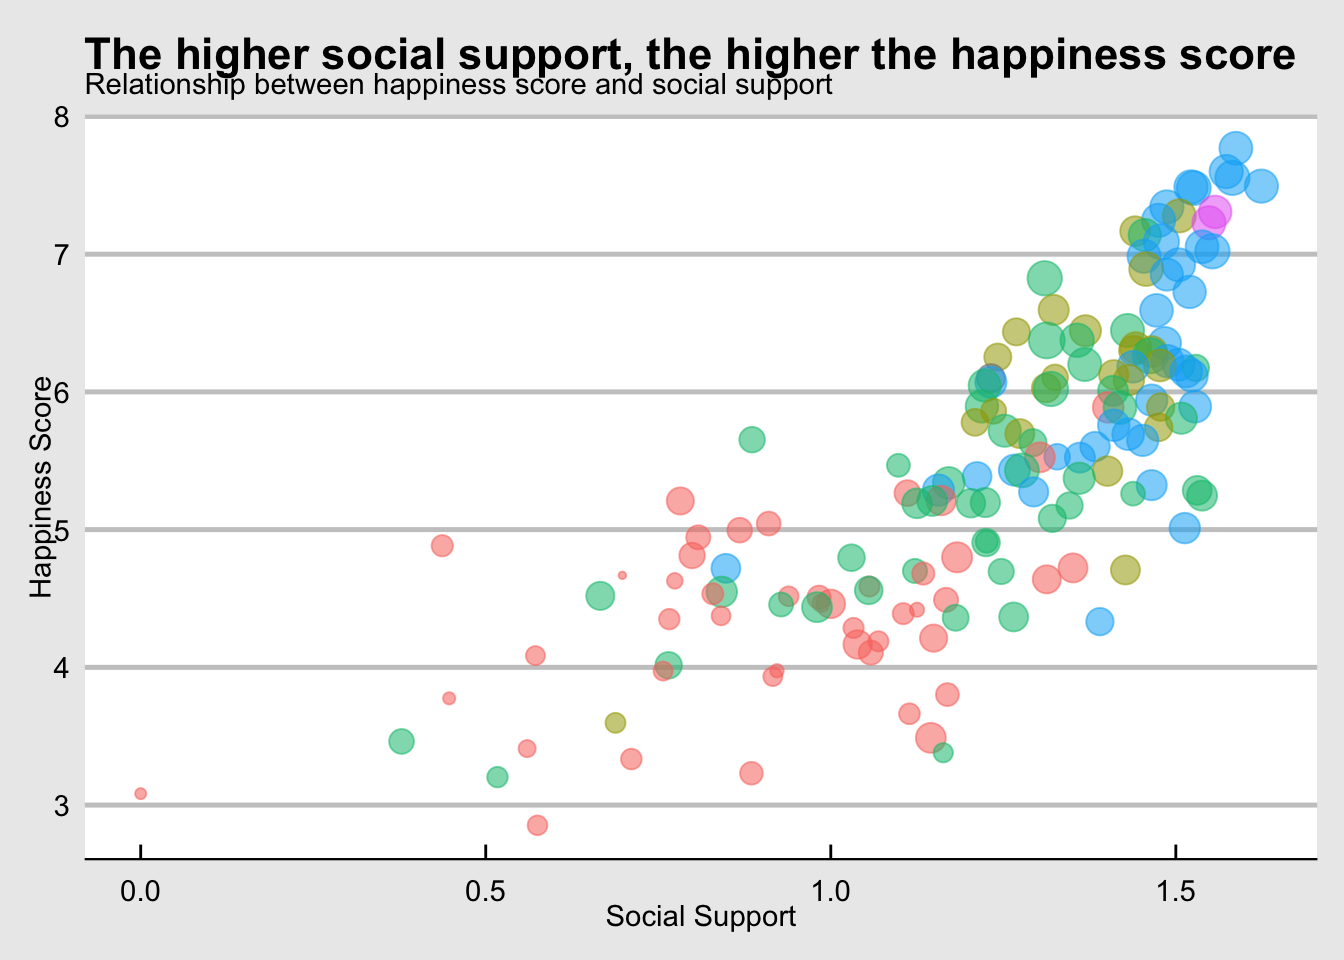 The higher social support, the higher the happiness score
Relationship between happiness score and social support
8
7
6
5
4
3
Happiness Score
0.0 0.5 1.0 1.5
Social Support